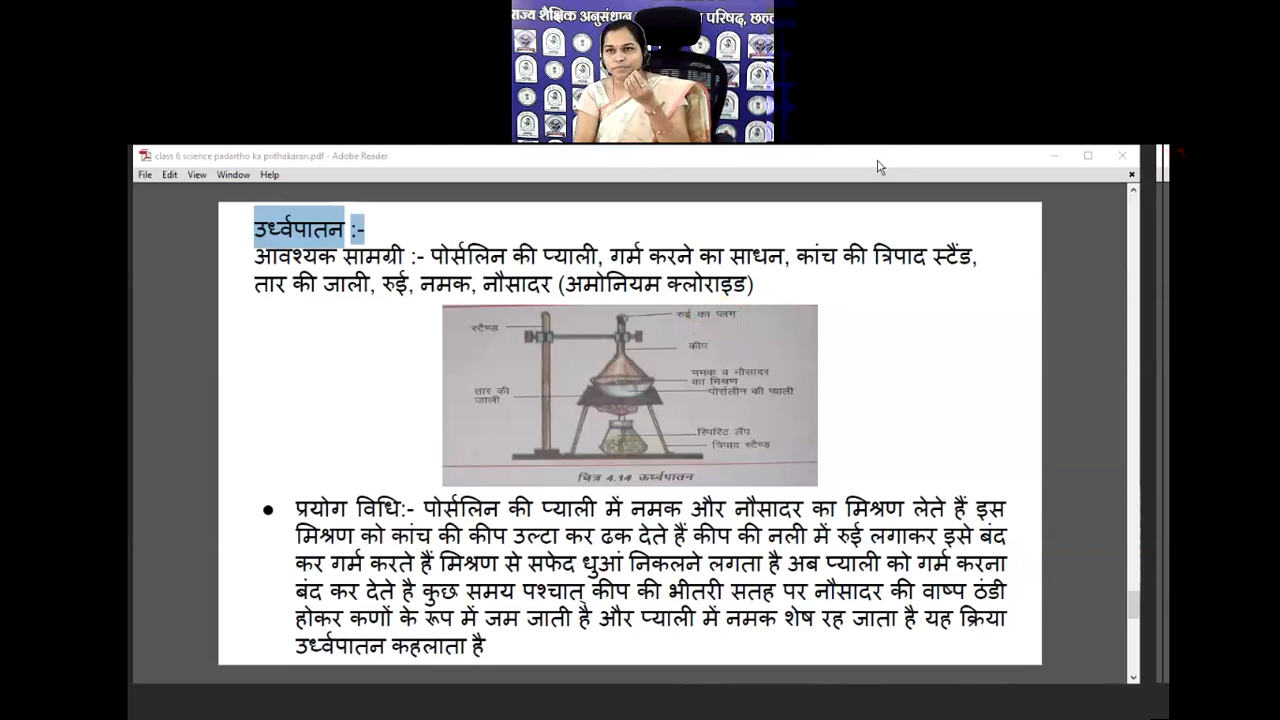 राज्य शैक्षिक अनुसंधान
परिषद्, छत्
class 6 science padartho ka prithakaran.pdf - Adobe Reader
File Edit View Window Help
उर्ध्वपातन :-
आवश्यक सामग्री :- पोर्सलिन की प्याली, गर्म करने का साधन, कांच की त्रिपाद स्टैंड,
तार की जाली, रुई, नमक, नौसादर (अमोनियम क्लोराइड)
रुई का प्लग
स्टैण्ड
कीप
नमक व नौसादर
का मिश्रण
तार की
जाली
पोर्सलीन की प्याली
स्पिरिट लैंप
त्रिपाद स्टैण्ड
चित्र 4.14 ऊर्ध्वपातन
● प्रयोग विधि:- पोर्सलिन की प्याली में नमक और नौसादर का मिश्रण लेते हैं इस
मिश्रण को कांच की कीप उल्टा कर ढक देते हैं कीप की नली में रुई लगाकर इसे बंद
कर गर्म करते हैं मिश्रण से सफेद धुआं निकलने लगता है अब प्याली को गर्म करना
बंद कर देते है कुछ समय पश्चात् कीप की भीतरी सतह पर नौसादर की वाष्प ठंडी
होकर कणों के रूप में जम जाती है और प्याली में नमक शेष रह जाता है यह क्रिया
उर्ध्वपातन कहलाता है